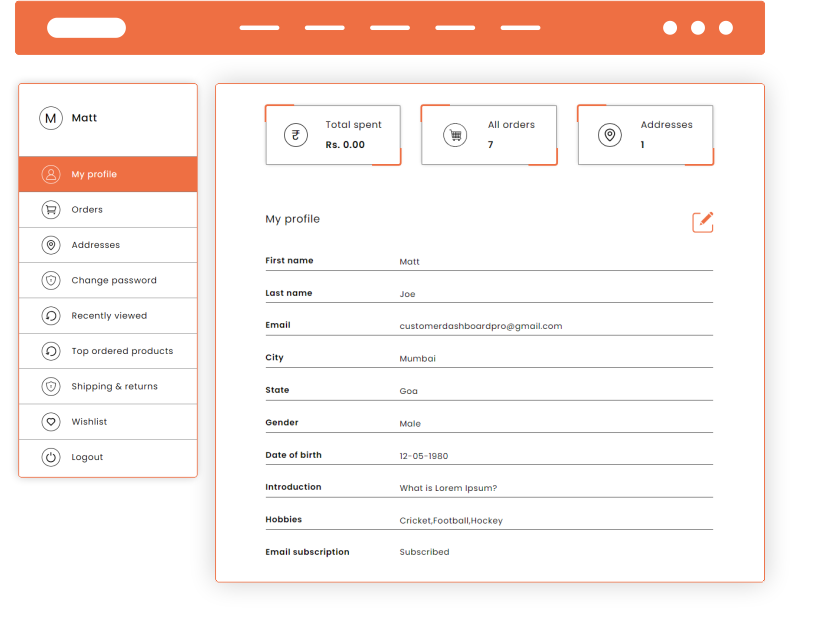 M Matt
My profile
Orders
Addresses
Change password
Recently viewed
Top ordered products
Shipping & returns
Wishlist
Logout
Total spent
Rs. 0.00
All orders
7
Addresses
1
My profile
First name Matt
Last name Joe
Email customerdashboardpro@gmail.com
City Mumbai
State Goa
Gender Male
Date of birth 12-05-1980
Introduction What is Lorem Ipsum?
Hobbies Cricket,Football,Hockey
Email subscription Subscribed